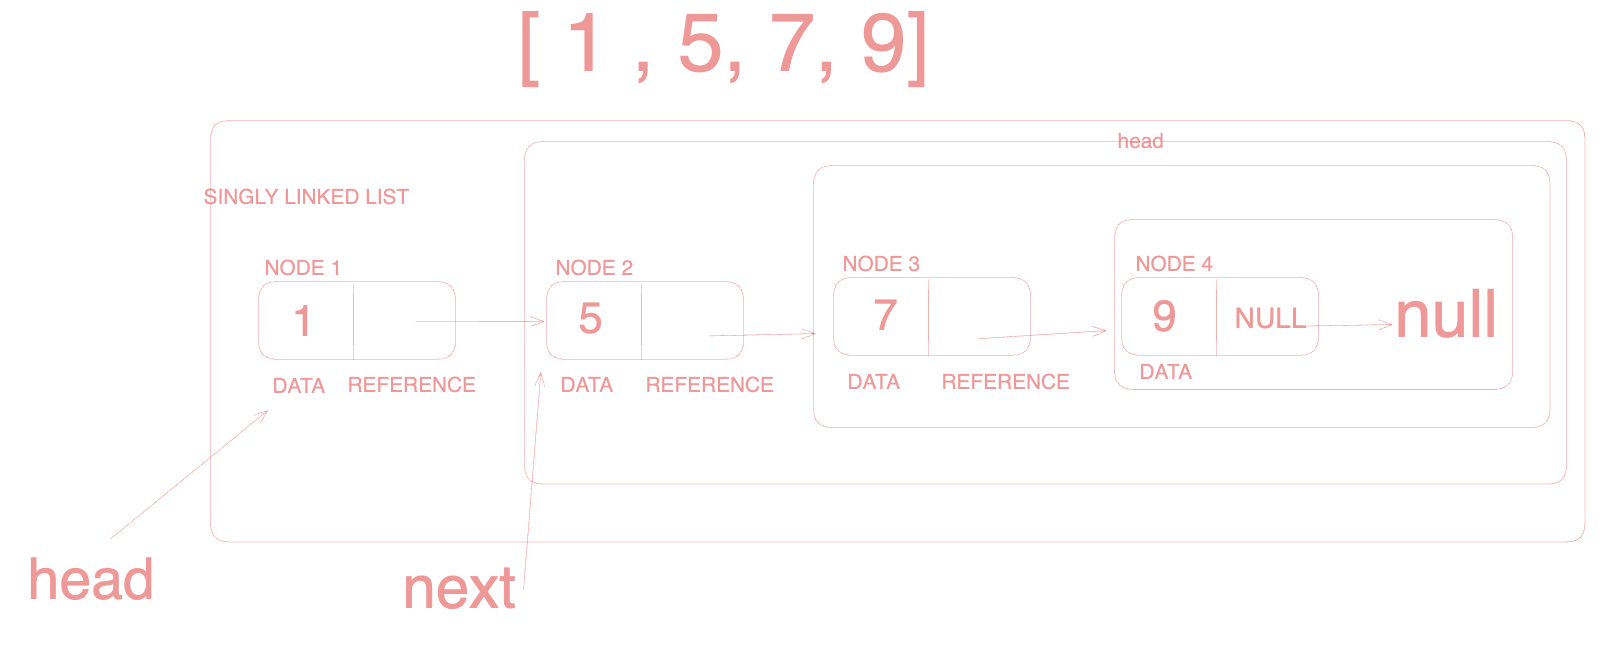 [ 1 , 5, 7, 9]
head
SINGLY LINKED LIST
NODE 1
NODE 2
NODE 3
NODE 4
1
5
7
9
NULL
null
DATA
REFERENCE
DATA
REFERENCE
DATA
REFERENCE
DATA
head
next